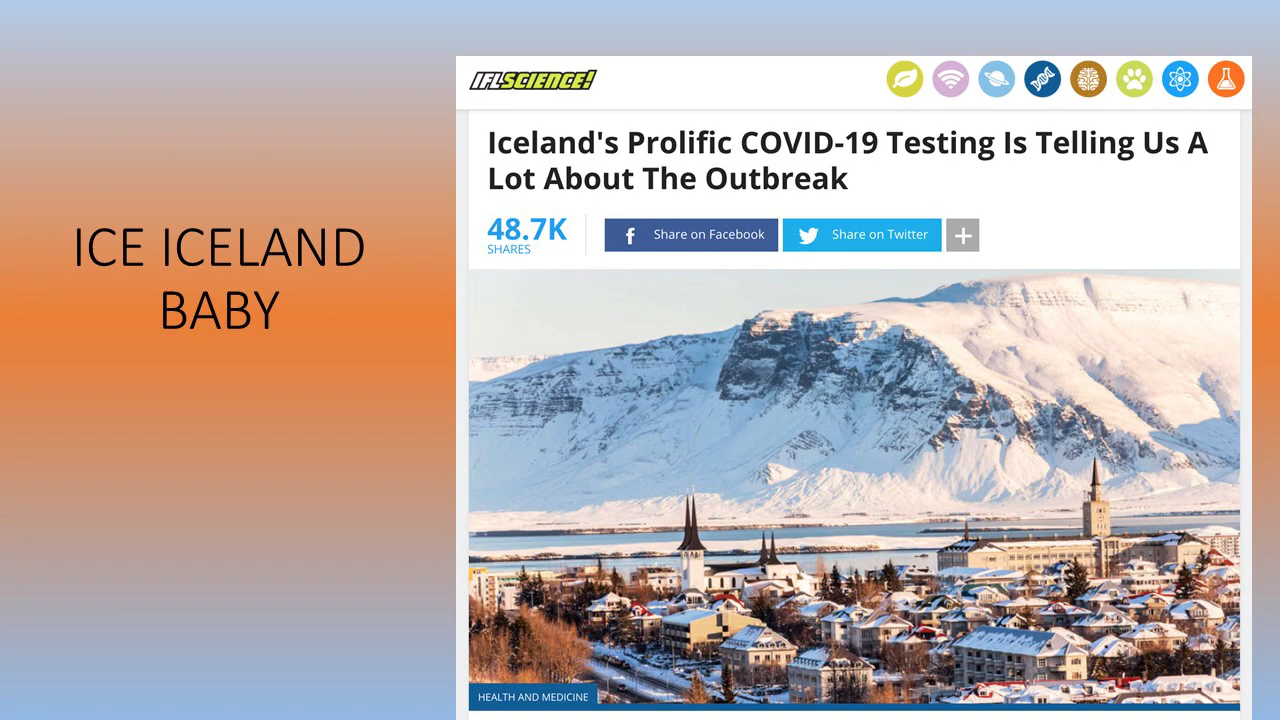 ICE ICELAND
BABY
IFLSCIENCE!
Iceland's Prolific COVID-19 Testing Is Telling Us A
Lot About The Outbreak
48.7K
SHARES
Share on Facebook
Share on Twitter
HEALTH AND MEDICINE